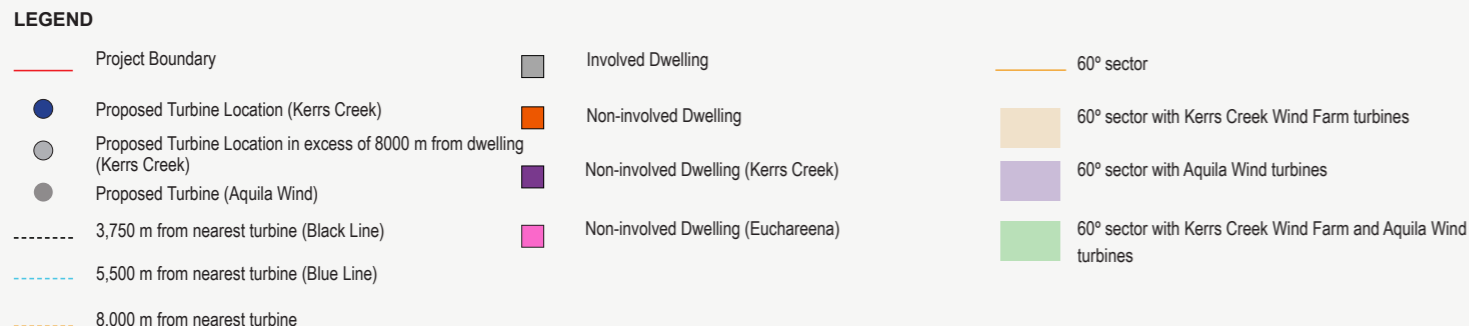 LEGEND
Project Boundary
Proposed Turbine Location (Kerrs Creek)
Proposed Turbine Location in excess of 8000 m from dwelling
(Kerrs Creek)
Proposed Turbine (Aquila Wind)
3,750 m from nearest turbine (Black Line)
5,500 m from nearest turbine (Blue Line)
8,000 m from nearest turbine
Involved Dwelling
Non-involved Dwelling
Non-involved Dwelling (Kerrs Creek)
Non-involved Dwelling (Euchareena)
60º sector
60º sector with Kerrs Creek Wind Farm turbines
60º sector with Aquila Wind turbines
60º sector with Kerrs Creek Wind Farm and Aquila Wind
turbines